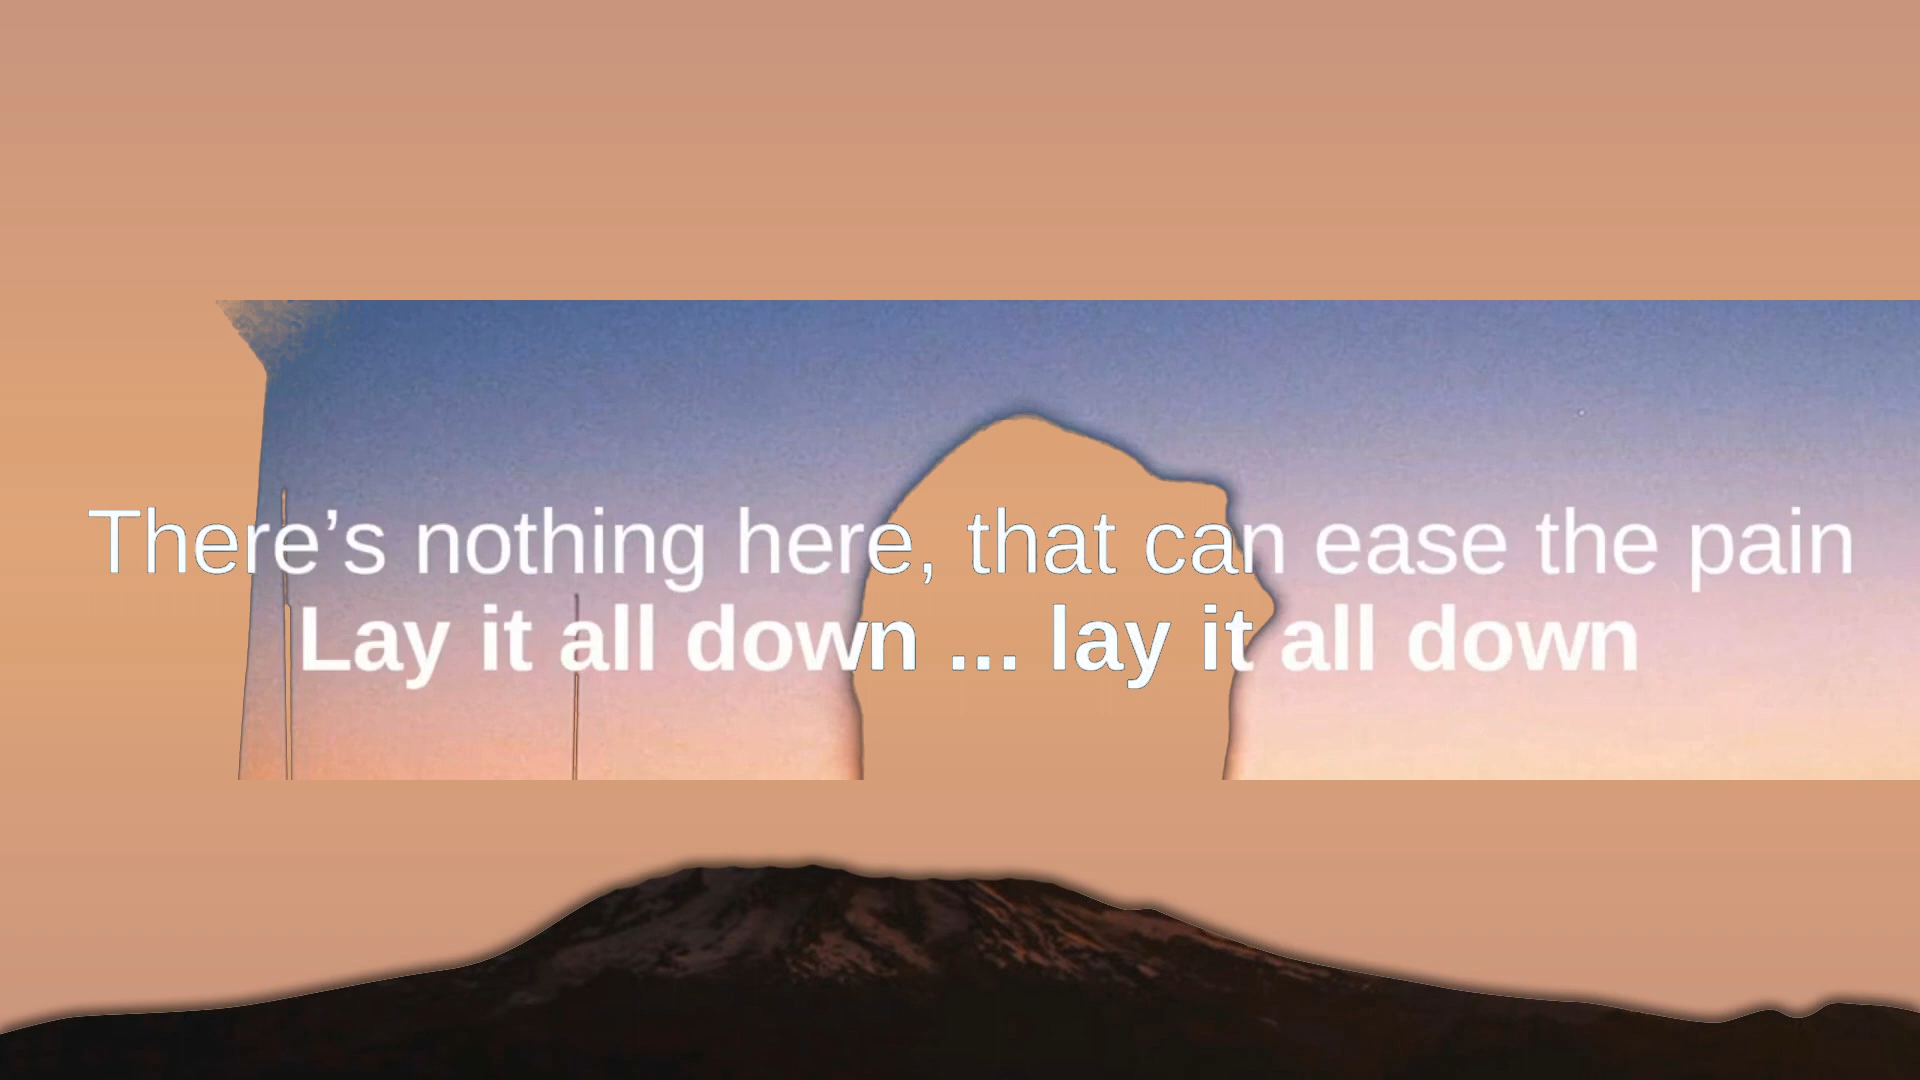 There’s nothing here, that can ease the pain
Lay it all down ... lay it all down